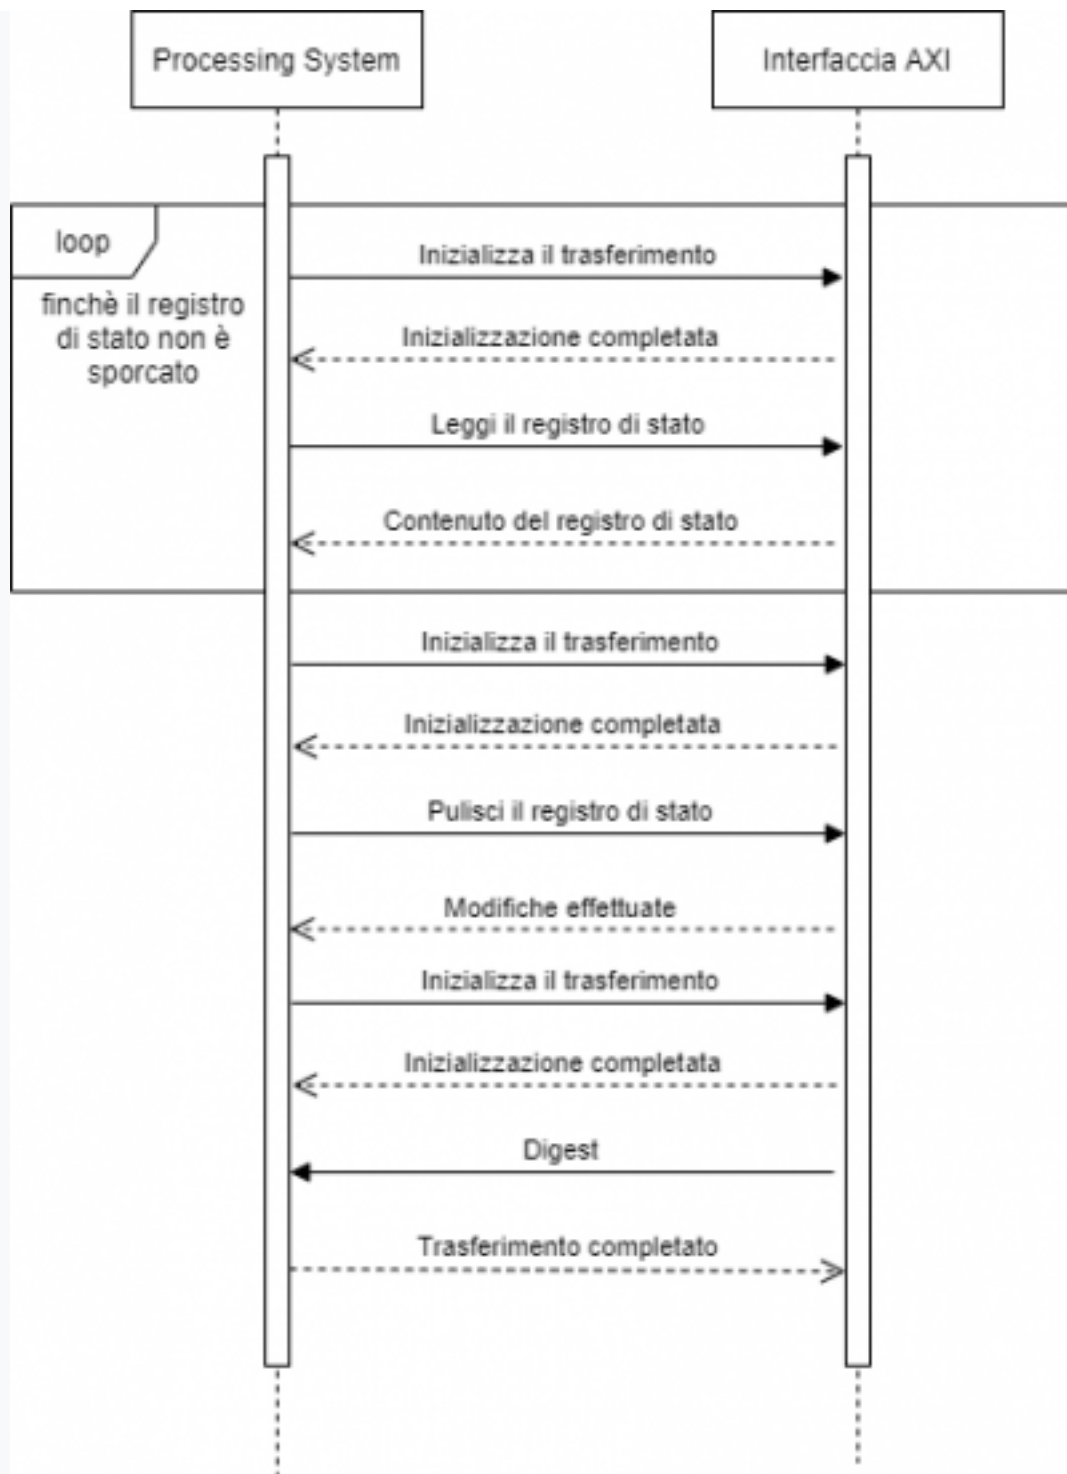 Processing System
Interfaccia AXI
loop
finchè il registro
di stato non è
sporcato
Inizializza il trasferimento
Inizializzazione completata
Leggi il registro di stato
Contenuto del registro di stato
Inizializza il trasferimento
Inizializzazione completata
Pulisci il registro di stato
Modifiche effettuate
Inizializza il trasferimento
Inizializzazione completata
Digest
Trasferimento completato